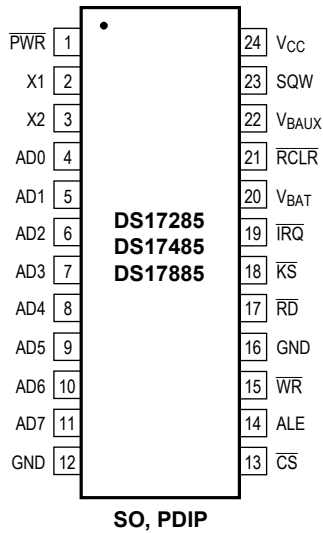 PWR 1 24 VCC
X1 2 23 SQW
X2 3 22 VBAUX
AD0 4 21 RCLR
AD1 5 20 VBAT
AD2 6 19 IRQ
AD3 7 18 KS
AD4 8 17 RD
AD5 9 16 GND
AD6 10 15 WR
AD7 11 14 ALE
GND 12 13 CS
DS17285
DS17485
DS17885
SO, PDIP